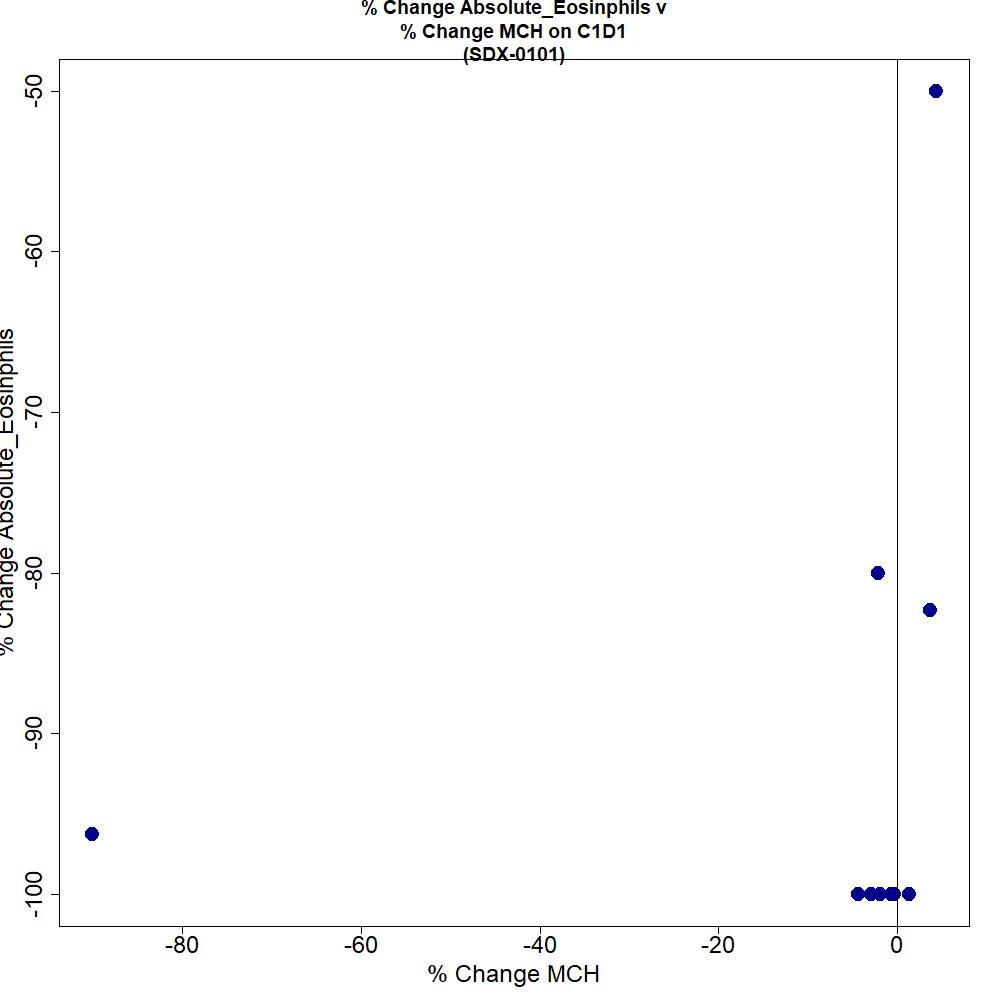 % Change Absolute_Eosinphils v
% Change MCH on C1D1
(SDX-0101)
% Change Absolute_Eosinphils
-50
-60
-70
-80
-90
-100
-80 -60 -40 -20 0
% Change MCH